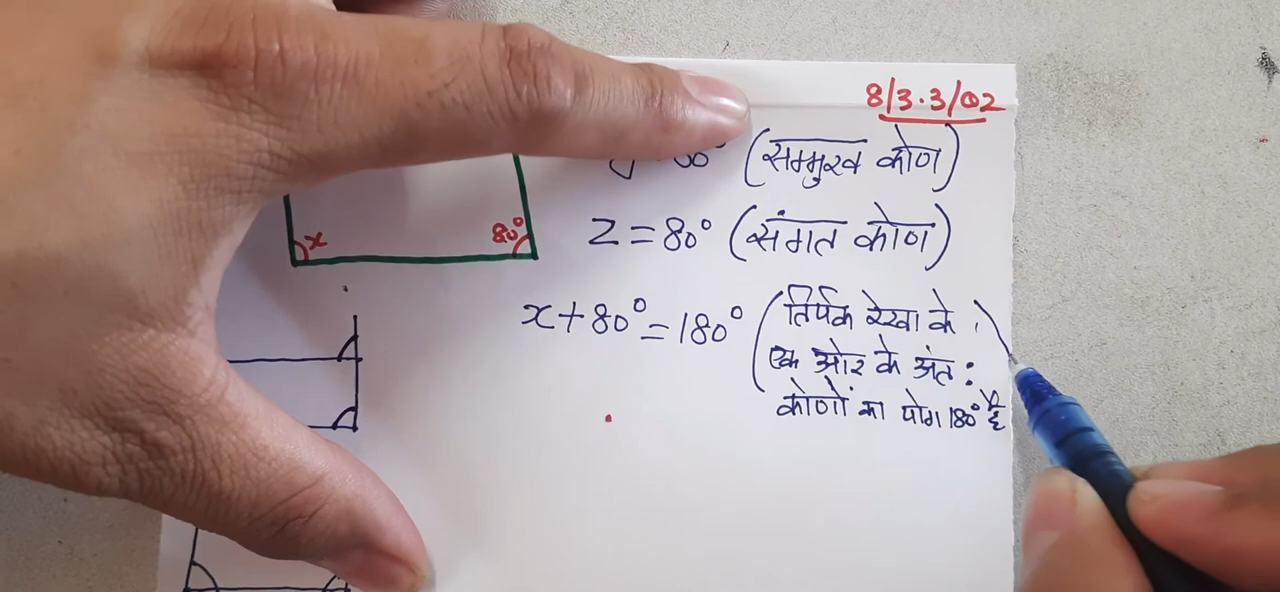 8/3.3/02
(सम्मुख कोण)
z = 80° (संगत कोण)
x
80°
x + 80° = 180° (तिर्यक रेखा के
एक ओर के अंत:
कोणों का योग 180° है